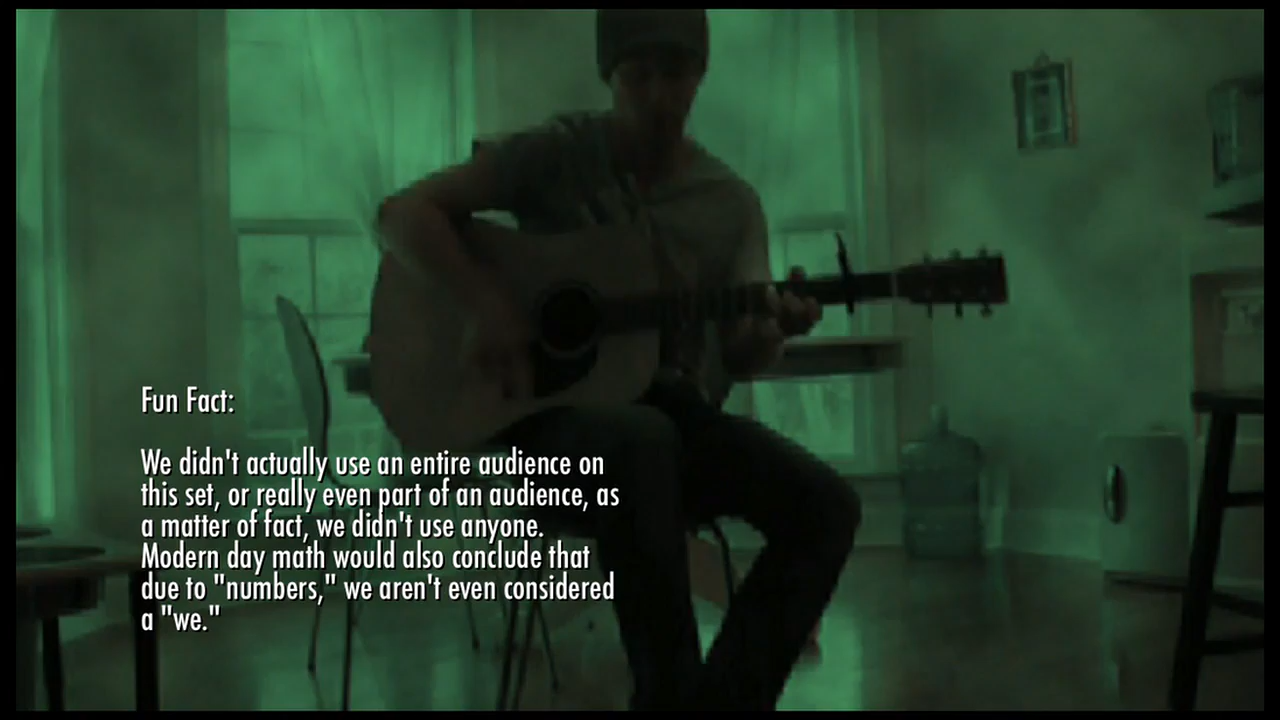 Fun Fact:
We didn't actually use an entire audience on
this set, or really even part of an audience, as
a matter of fact, we didn't use anyone.
Modern day math would also conclude that
due to "numbers," we aren't even considered
a "we."